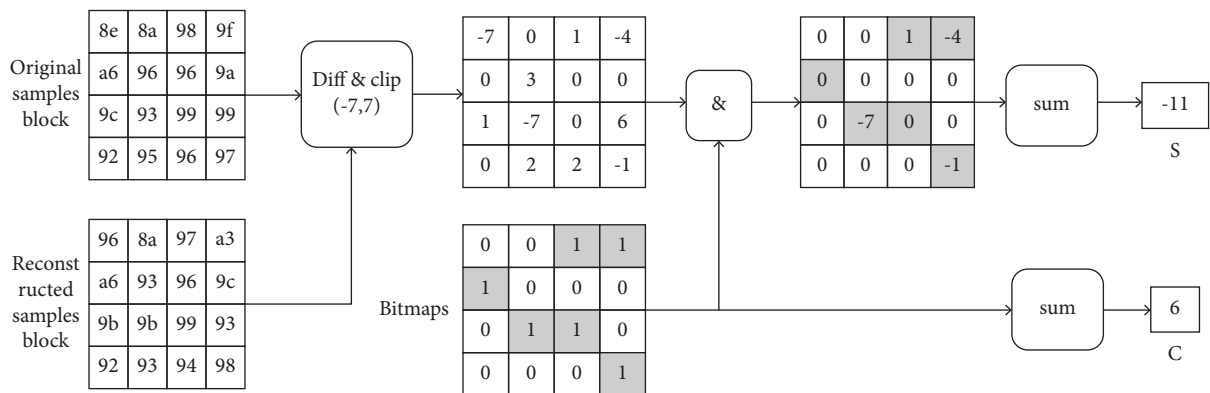 8e 8a 98 9f
a6 96 96 9a
9c 93 99 99
92 95 96 97
Original
samples
block
Diff & clip
(-7,7)
-7 0 1 -4
0 3 0 0
1 -7 0 6
0 2 2 -1
&
0 0 1 -4
0 0 0 0
0 -7 0 0
0 0 0 -1
sum
-11
S
96 8a 97 a3
a6 93 96 9c
9b 9b 99 93
92 93 94 98
Reconst
ructed
samples
block
Bitmaps
0 0 1 1
1 0 0 0
0 1 1 0
0 0 0 1
sum
6
C